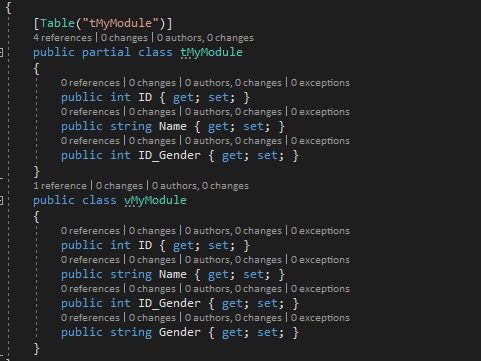 {
[Table("tMyModule")]
4 references | 0 changes | 0 authors, 0 changes
public partial class tMyModule
{
0 references | 0 changes | 0 authors, 0 changes | 0 exceptions
public int ID { get; set; }
0 references | 0 changes | 0 authors, 0 changes | 0 exceptions
public string Name { get; set; }
0 references | 0 changes | 0 authors, 0 changes | 0 exceptions
public int ID_Gender { get; set; }
}
1 reference | 0 changes | 0 authors, 0 changes
public class vMyModule
{
0 references | 0 changes | 0 authors, 0 changes | 0 exceptions
public int ID { get; set; }
0 references | 0 changes | 0 authors, 0 changes | 0 exceptions
public string Name { get; set; }
0 references | 0 changes | 0 authors, 0 changes | 0 exceptions
public int ID_Gender { get; set; }
0 references | 0 changes | 0 authors, 0 changes | 0 exceptions
public string Gender { get; set; }
}